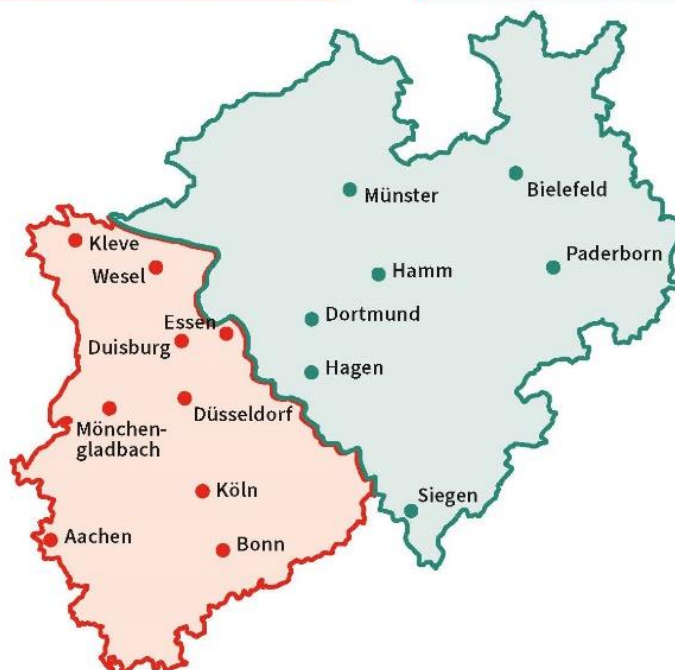 Münster
Bielefeld
Kleve
Paderborn
Wesel
Hamm
Dortmund
Essen
Duisburg
Hagen
Düsseldorf
Mönchen-
gladbach
Köln
Siegen
Aachen
Bonn